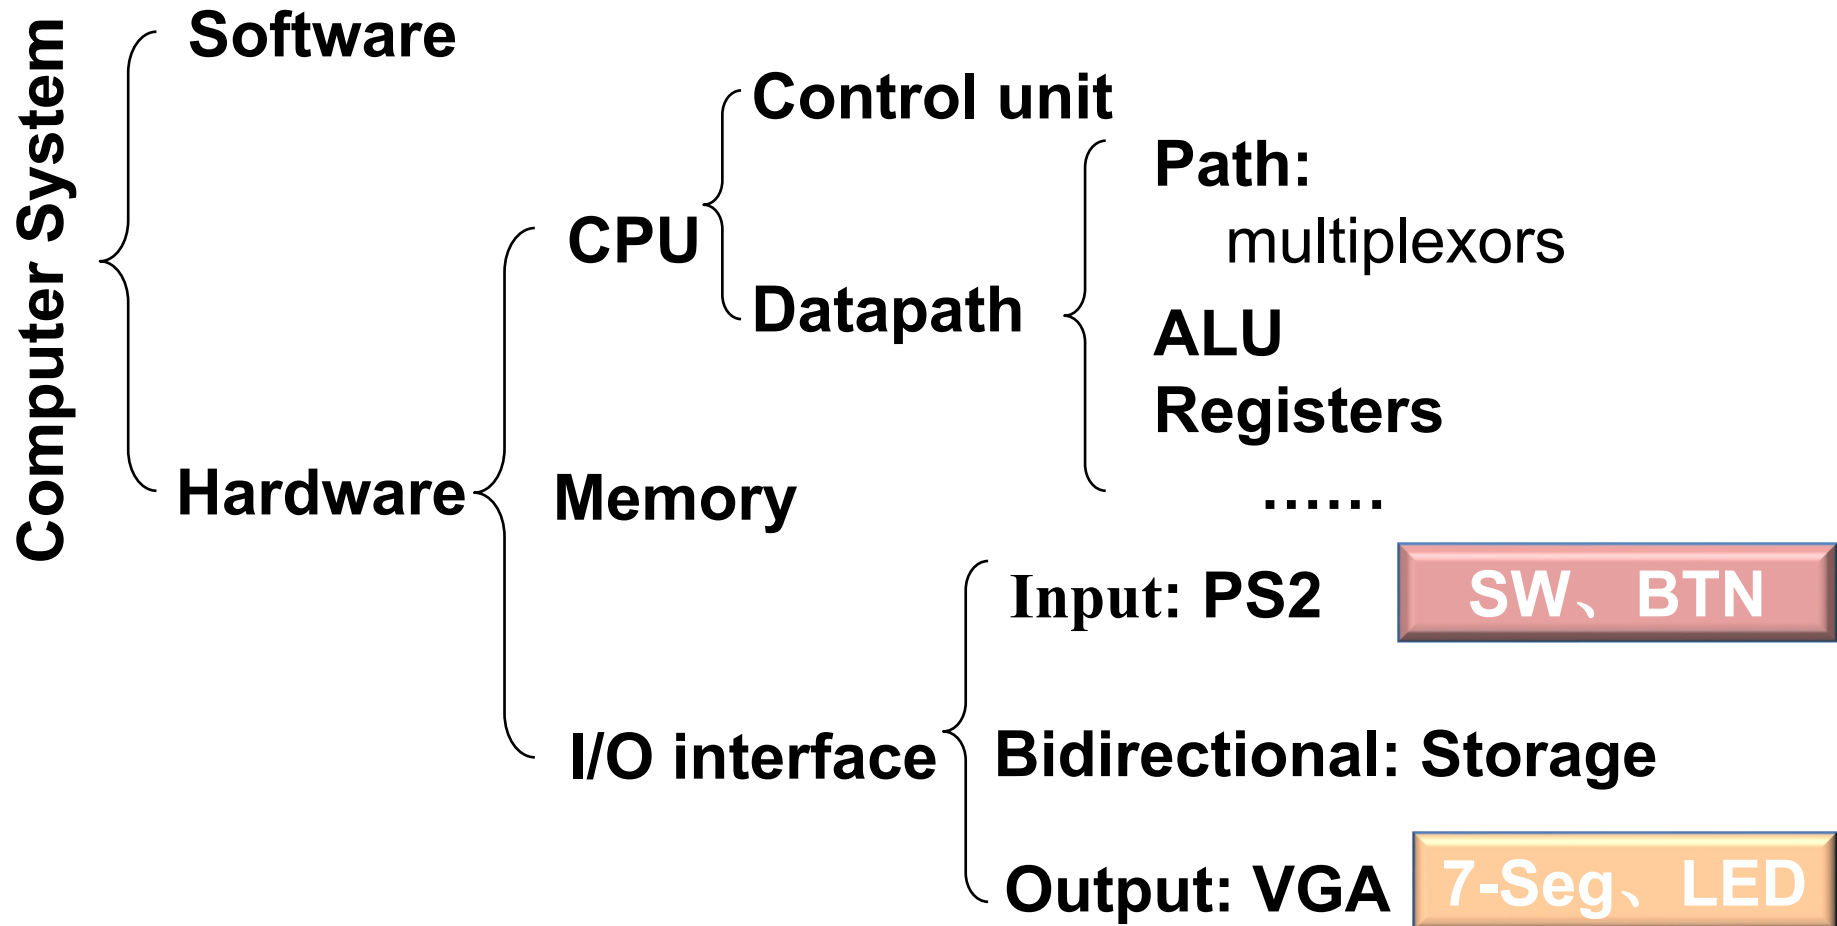 Computer System
Software
Control unit
Path:
multiplexors
CPU
Datapath
ALU
Registers
Hardware
Memory
......
Input: PS2
SW、BTN
I/O interface
Bidirectional: Storage
Output: VGA
7-Seg、LED